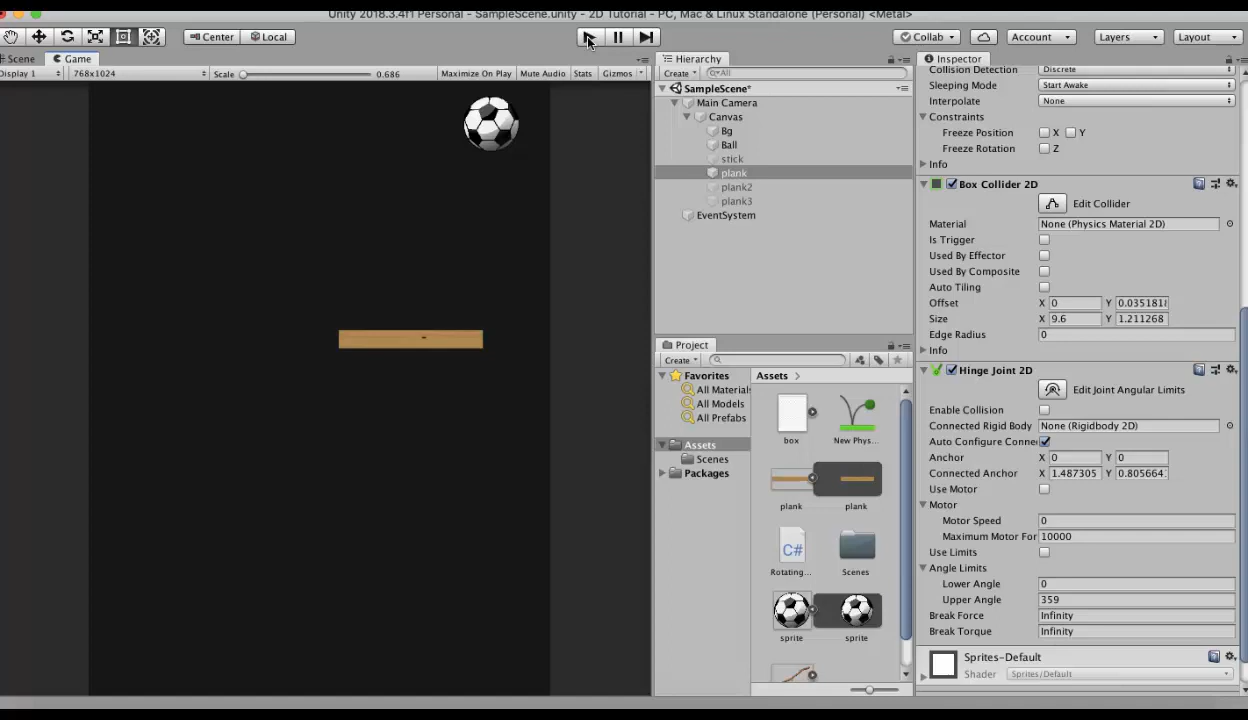 Unity 2018.3.4f1 Personal - SampleScene.unity - 2D Tutorial - PC, Mac & Linux Standalone (Personal) <Metal>
Center Local Collab Account Layers Layout
Scene Game
Display 1 768x1024 Scale 0.686 Maximize On Play Mute Audio Stats Gizmos
Hierarchy
Create All
SampleScene*
Main Camera
Canvas
Bg
Ball
stick
plank
plank2
plank3
EventSystem
Project
Create
Favorites
All Material
All Models
All Prefabs
Assets
Scenes
Packages
Assets
box New Phys...
plank plank
C#
Rotating... Scenes
sprite sprite
Inspector
Collision Detection Discrete
Sleeping Mode Start Awake
Interpolate None
Constraints
Freeze Position X Y
Freeze Rotation Z
Info
Box Collider 2D
Edit Collider
Material None (Physics Material 2D)
Is Trigger
Used By Effector
Used By Composite
Auto Tiling
Offset X 0 Y 0.035181
Size X 9.6 Y 1.211268
Edge Radius 0
Info
Hinge Joint 2D
Edit Joint Angular Limits
Enable Collision
Connected Rigid Body None (Rigidbody 2D)
Auto Configure Conne
Anchor X 0 Y 0
Connected Anchor X 1.487305 Y 0.805664
Use Motor
Motor
Motor Speed 0
Maximum Motor For 10000
Use Limits
Angle Limits
Lower Angle 0
Upper Angle 359
Break Force Infinity
Break Torque Infinity
Sprites-Default
Shader Sprites/Default